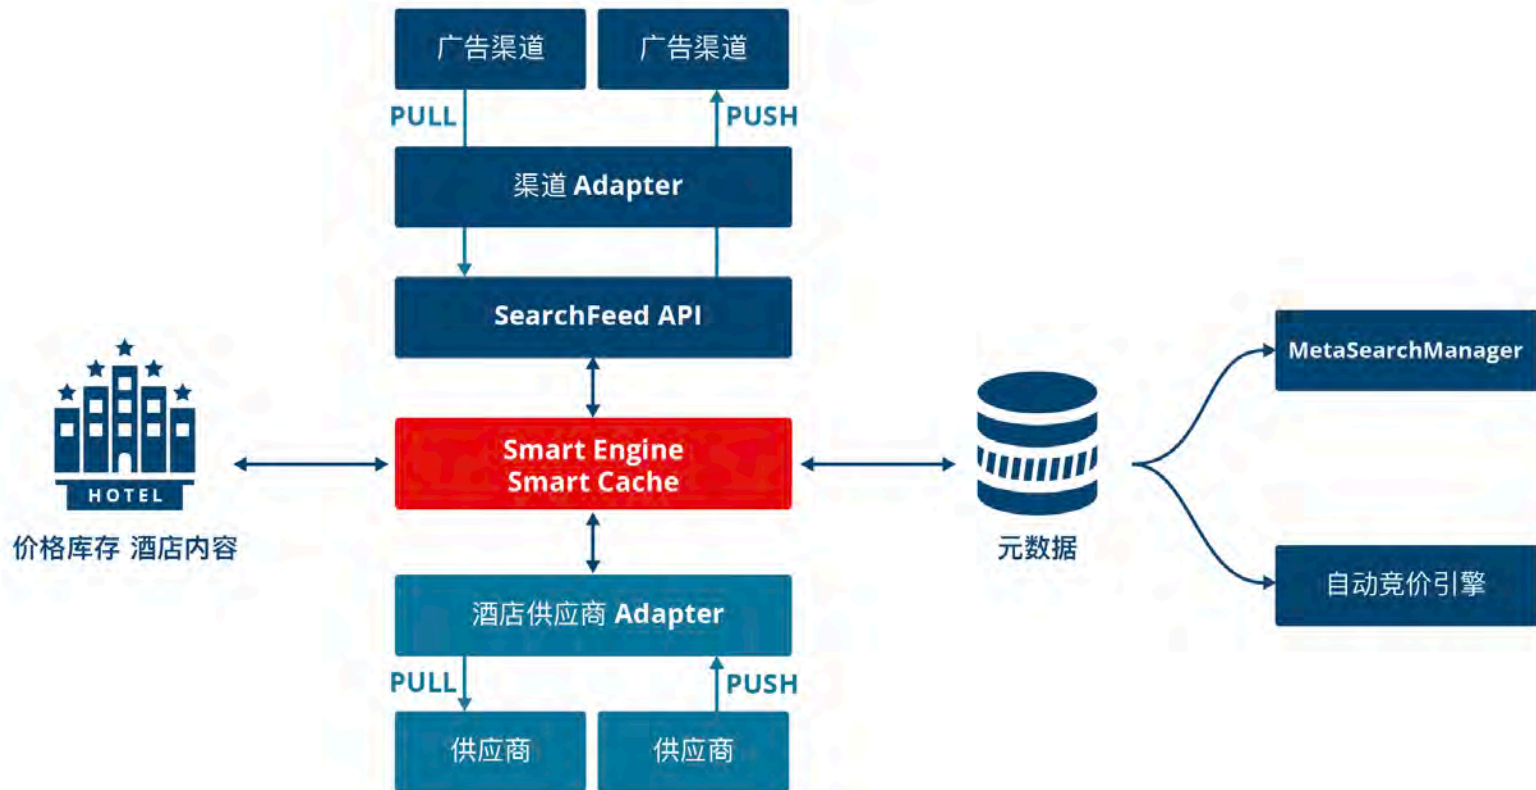 广告渠道
广告渠道
PULL
PUSH
渠道 Adapter
SearchFeed API
MetaSearchManager
Smart Engine
Smart Cache
HOTEL
价格库存 酒店内容
元数据
自动竞价引擎
酒店供应商 Adapter
PULL
PUSH
供应商
供应商